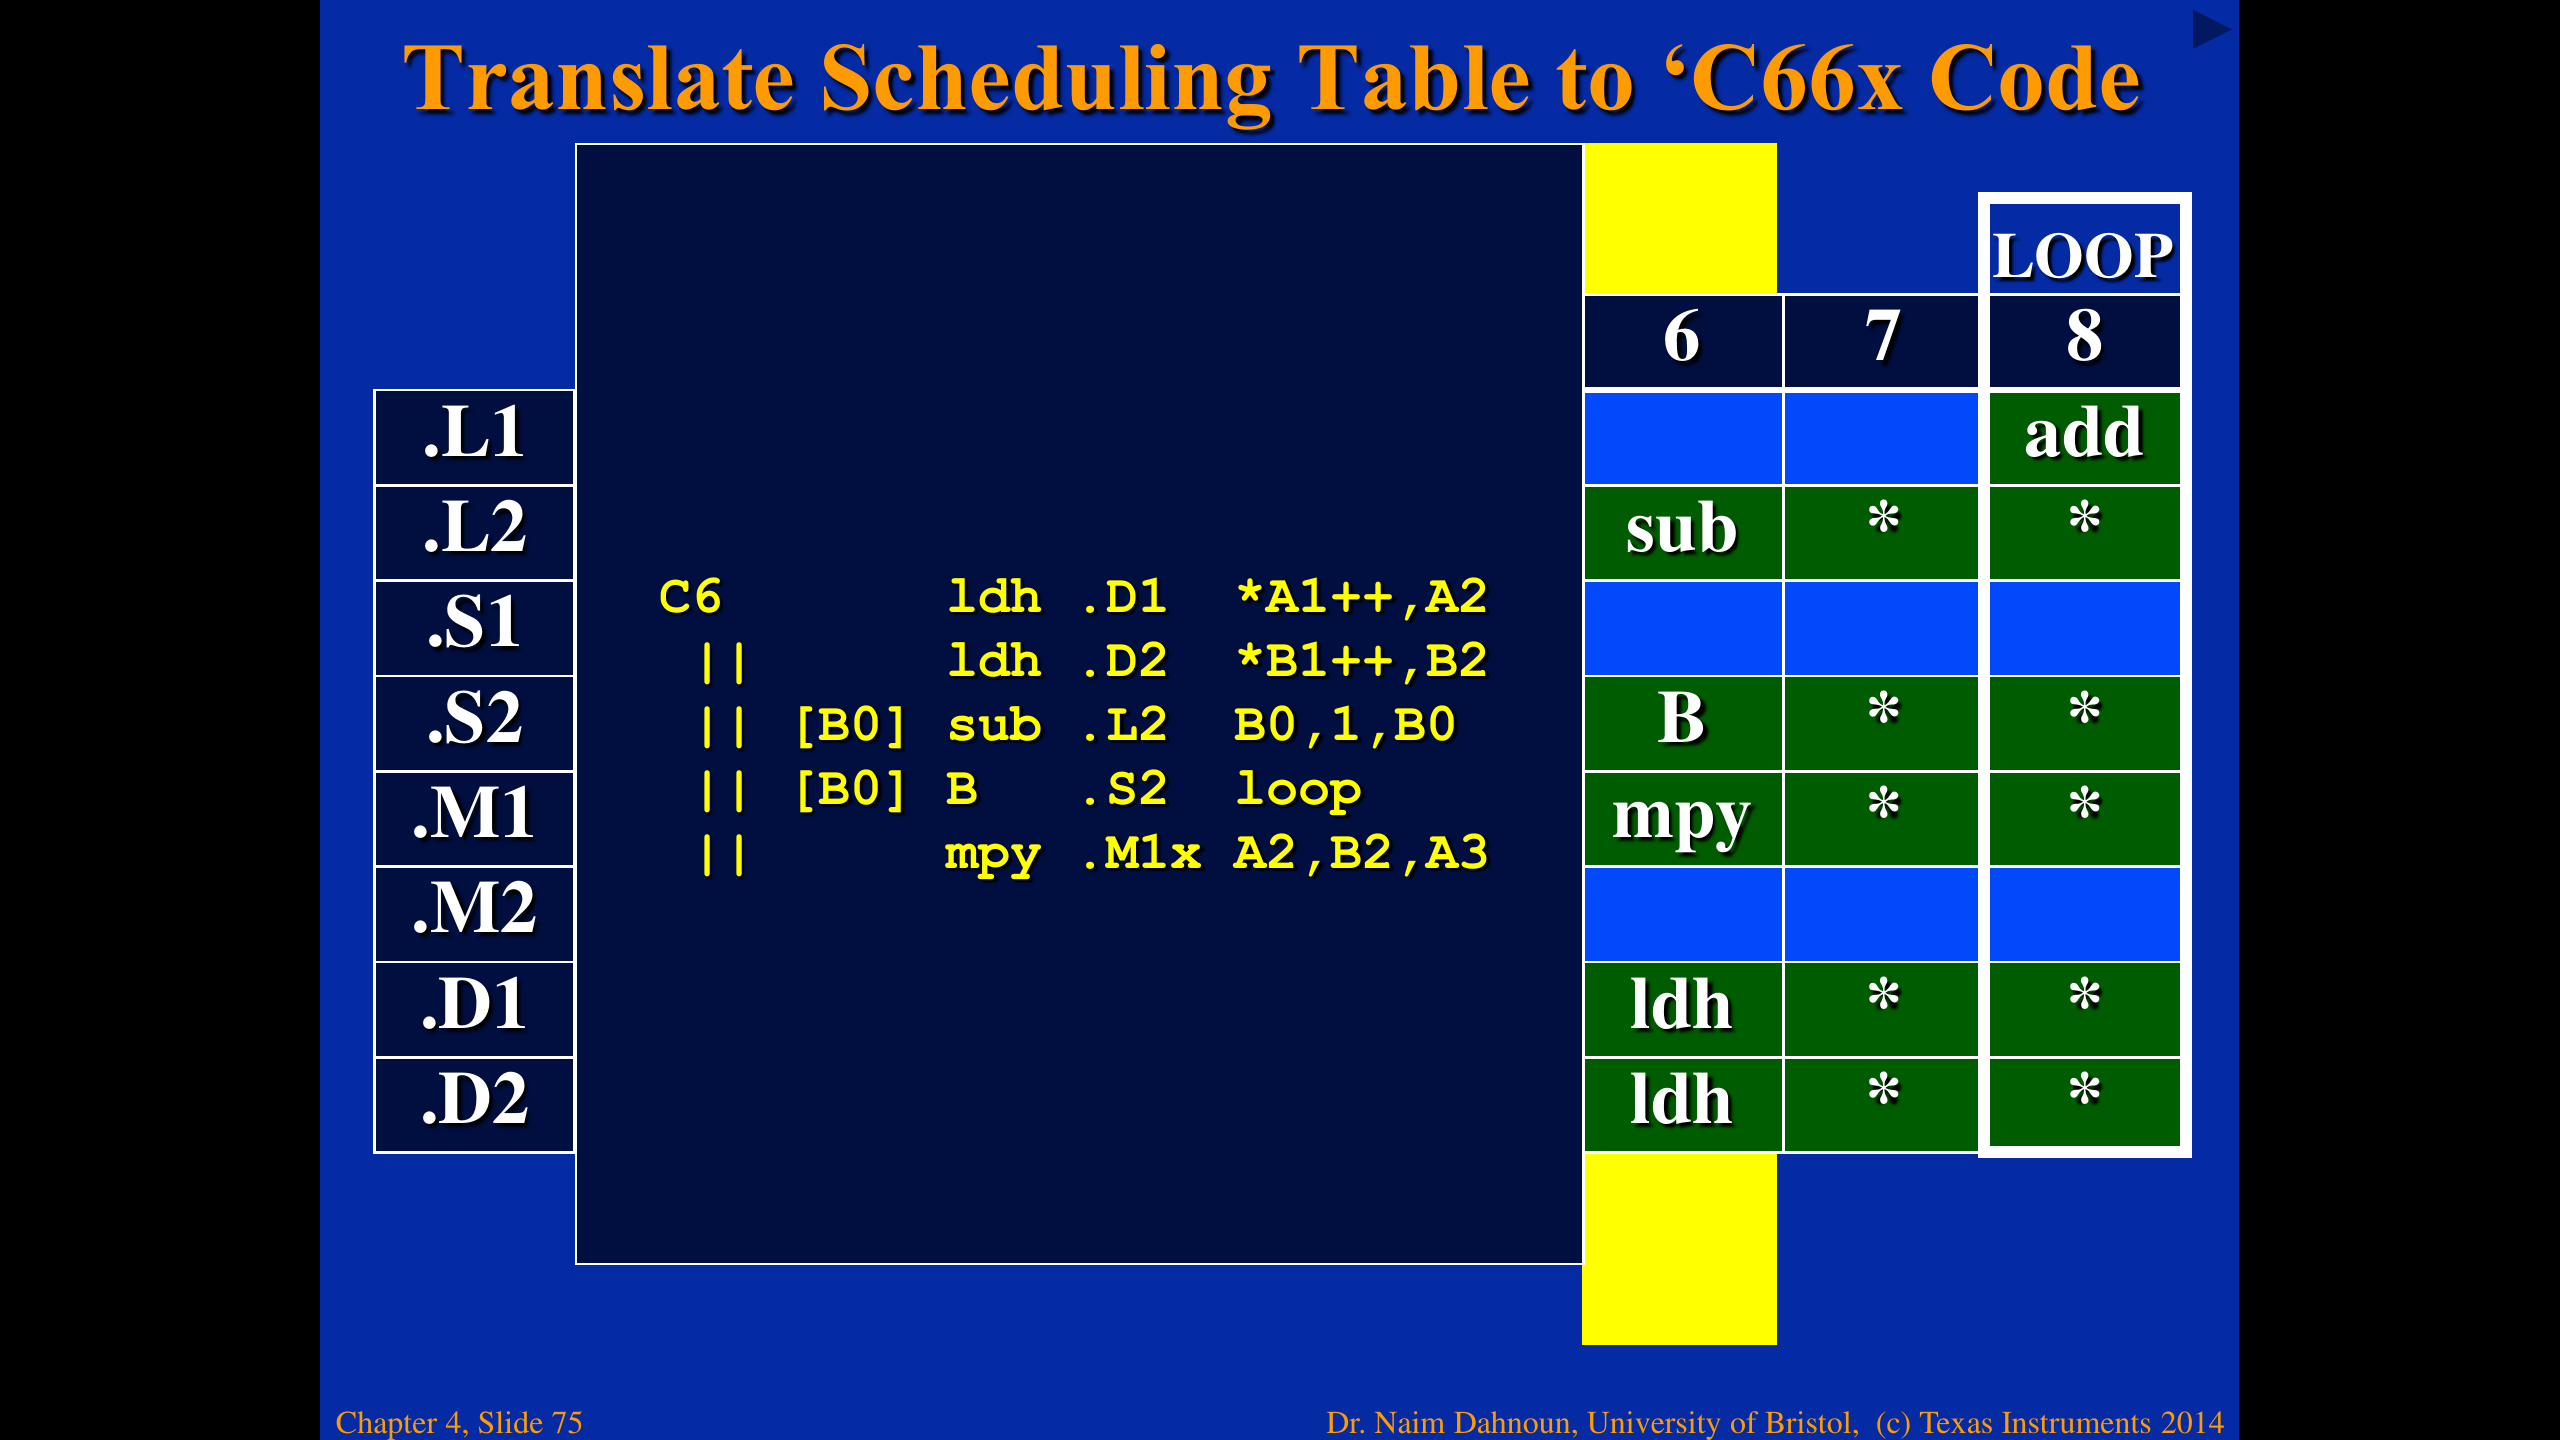 Translate Scheduling Table to ‘C66x Code
LOOP
6 7 8
.L1 add
.L2 sub * *
.S1
.S2 B * *
.M1 mpy * *
.M2
.D1 ldh * *
.D2 ldh * *
C6 ldh .D1 *A1++,A2
|| ldh .D2 *B1++,B2
|| [B0] sub .L2 B0,1,B0
|| [B0] B .S2 loop
|| mpy .M1x A2,B2,A3
Chapter 4, Slide 75
Dr. Naim Dahnoun, University of Bristol, (c) Texas Instruments 2014